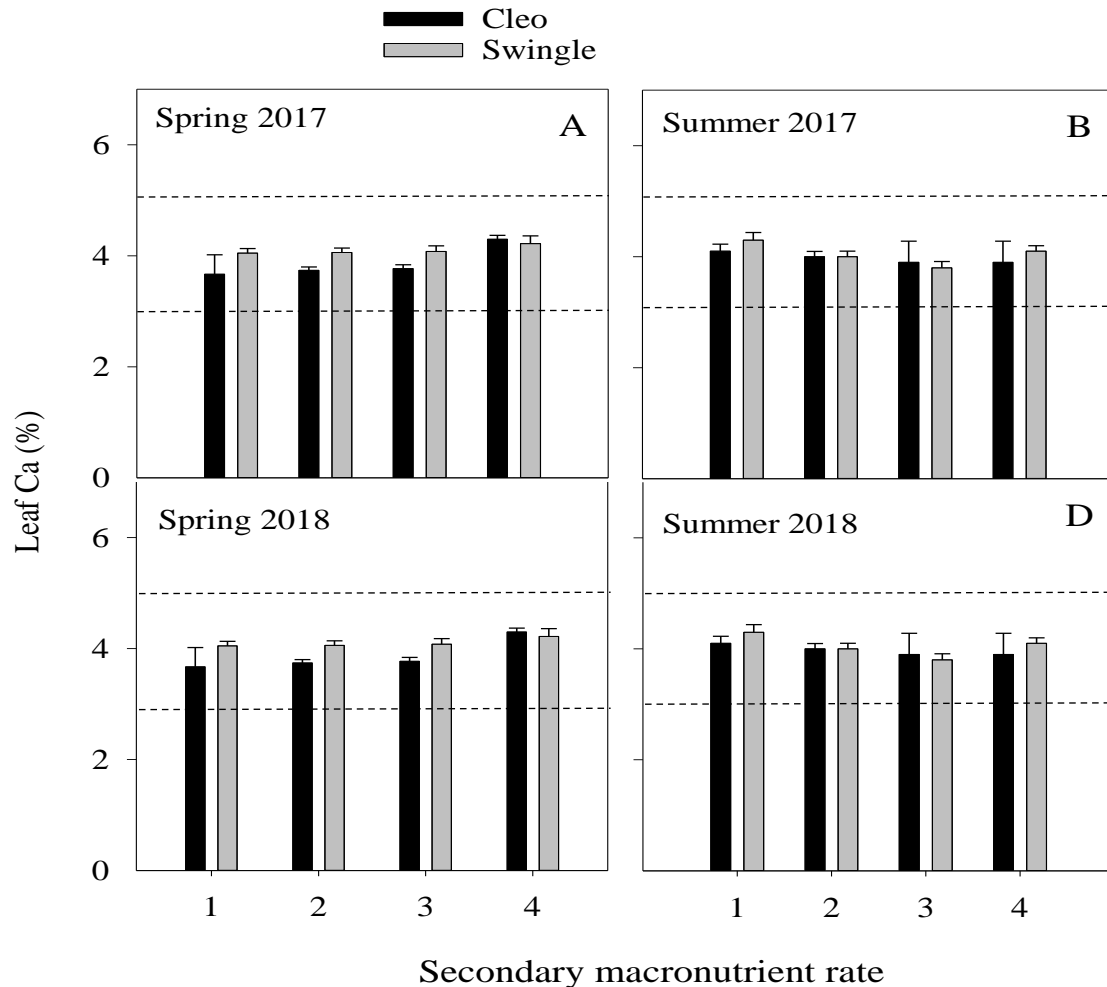 Cleo
Swingle
Spring 2017
A
Summer 2017
B
6
4
2
0
Spring 2018
Summer 2018
D
6
4
2
0
Leaf Ca (%)
1 2 3 4
1 2 3 4
Secondary macronutrient rate